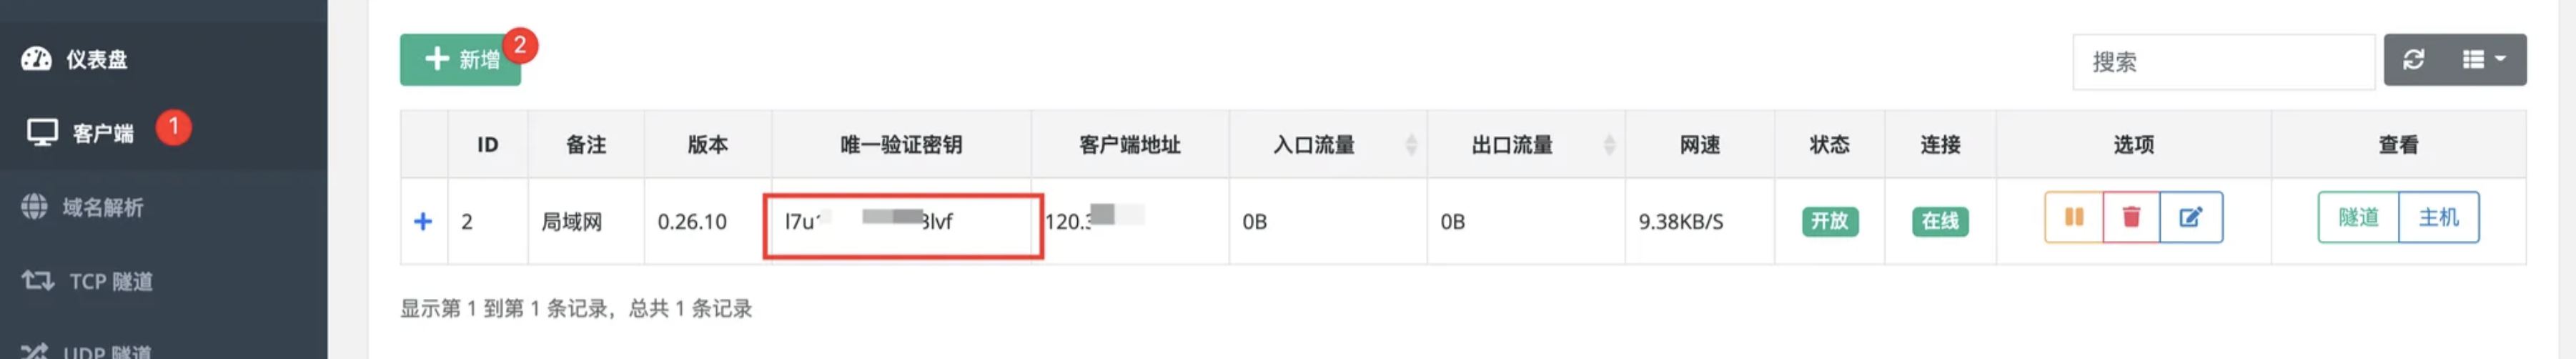 仪表盘
客户端 1
域名解析
TCP 隧道
UDP 隧道
新增 2
搜索
ID 备注 版本 唯一验证密钥 客户端地址 入口流量 出口流量 网速 状态 连接 选项 查看
2 局域网 0.26.10 l7u lvf 120. 0B 0B 9.38KB/S 开放 在线 隧道 主机
显示第 1 到第 1 条记录，总共 1 条记录